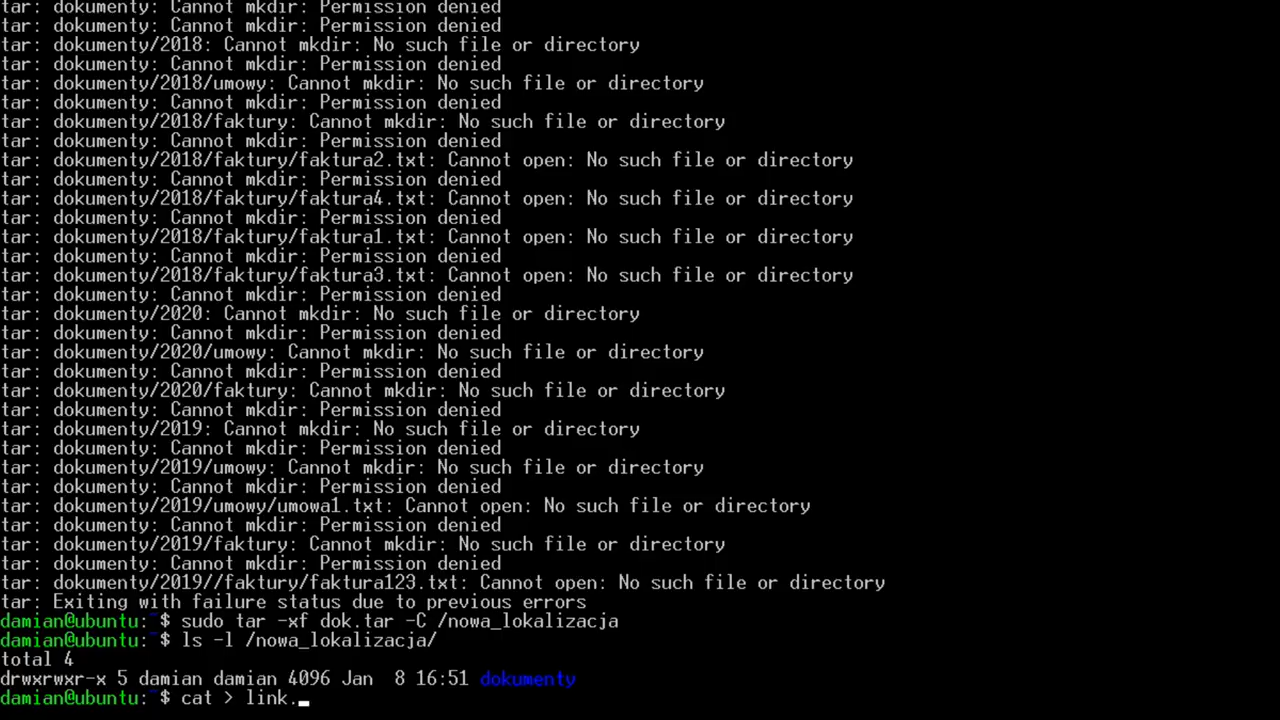 tar: dokumenty: Cannot mkdir: Permission denied
tar: dokumenty: Cannot mkdir: Permission denied
tar: dokumenty/2018: Cannot mkdir: No such file or directory
tar: dokumenty: Cannot mkdir: Permission denied
tar: dokumenty/2018/umowy: Cannot mkdir: No such file or directory
tar: dokumenty: Cannot mkdir: Permission denied
tar: dokumenty/2018/faktury: Cannot mkdir: No such file or directory
tar: dokumenty: Cannot mkdir: Permission denied
tar: dokumenty/2018/faktury/faktura2.txt: Cannot open: No such file or directory
tar: dokumenty: Cannot mkdir: Permission denied
tar: dokumenty/2018/faktury/faktura4.txt: Cannot open: No such file or directory
tar: dokumenty: Cannot mkdir: Permission denied
tar: dokumenty/2018/faktury/faktura1.txt: Cannot open: No such file or directory
tar: dokumenty: Cannot mkdir: Permission denied
tar: dokumenty/2018/faktury/faktura3.txt: Cannot open: No such file or directory
tar: dokumenty: Cannot mkdir: Permission denied
tar: dokumenty/2020: Cannot mkdir: No such file or directory
tar: dokumenty: Cannot mkdir: Permission denied
tar: dokumenty/2020/umowy: Cannot mkdir: No such file or directory
tar: dokumenty: Cannot mkdir: Permission denied
tar: dokumenty/2020/faktury: Cannot mkdir: No such file or directory
tar: dokumenty: Cannot mkdir: Permission denied
tar: dokumenty/2019: Cannot mkdir: No such file or directory
tar: dokumenty: Cannot mkdir: Permission denied
tar: dokumenty/2019/umowy: Cannot mkdir: No such file or directory
tar: dokumenty: Cannot mkdir: Permission denied
tar: dokumenty/2019/umowy/umowa1.txt: Cannot open: No such file or directory
tar: dokumenty: Cannot mkdir: Permission denied
tar: dokumenty/2019/faktury: Cannot mkdir: No such file or directory
tar: dokumenty: Cannot mkdir: Permission denied
tar: dokumenty/2019//faktury/faktura123.txt: Cannot open: No such file or directory
tar: Exiting with failure status due to previous errors
damian@ubuntu:~$ sudo tar -xf dok.tar -C /nowa_lokalizacja
damian@ubuntu:~$ ls -l /nowa_lokalizacja/
total 4
drwxrwxr-x 5 damian damian 4096 Jan  8 16:51 dokumenty
damian@ubuntu:~$ cat > link.